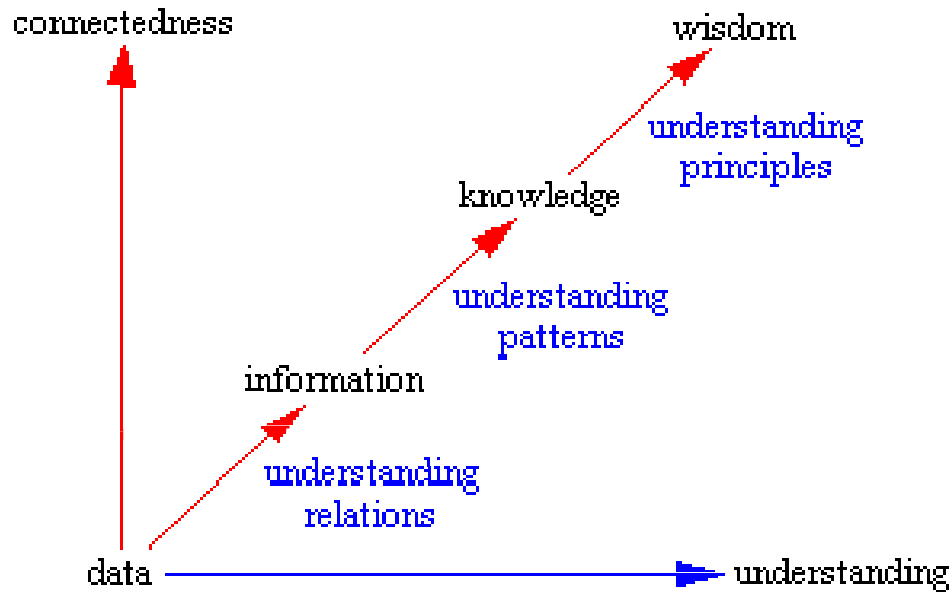 connectedness
wisdom
understanding
principles
knowledge
understanding
patterns
information
understanding
relations
data
understanding